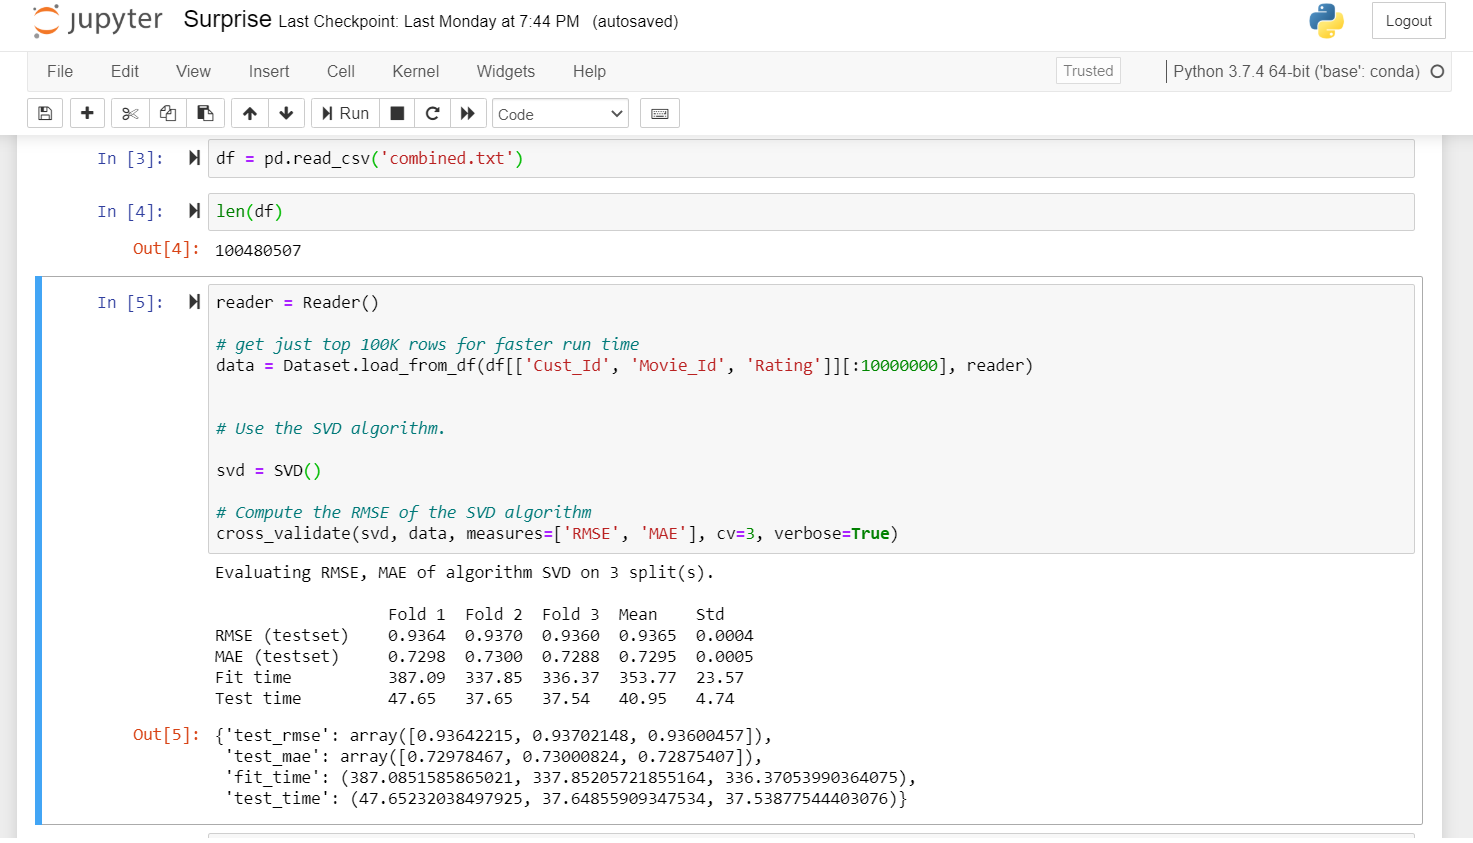 jupyter Surprise Last Checkpoint: Last Monday at 7:44 PM (autosaved) Logout
File Edit View Insert Cell Kernel Widgets Help Trusted Python 3.7.4 64-bit ('base': conda)
Run Code
In [3]: df = pd.read_csv('combined.txt')
In [4]: len(df)
Out[4]: 100480507
In [5]: reader = Reader()
# get just top 100K rows for faster run time
data = Dataset.load_from_df(df[['Cust_Id', 'Movie_Id', 'Rating']][:10000000], reader)
# Use the SVD algorithm.
svd = SVD()
# Compute the RMSE of the SVD algorithm
cross_validate(svd, data, measures=['RMSE', 'MAE'], cv=3, verbose=True)
Evaluating RMSE, MAE of algorithm SVD on 3 split(s).
Fold 1 Fold 2 Fold 3 Mean Std
RMSE (testset) 0.9364 0.9370 0.9360 0.9365 0.0004
MAE (testset) 0.7298 0.7300 0.7288 0.7295 0.0005
Fit time 387.09 337.85 336.37 353.77 23.57
Test time 47.65 37.65 37.54 40.95 4.74
Out[5]: {'test_rmse': array([0.93642215, 0.93702148, 0.93600457]),
'test_mae': array([0.72978467, 0.73000824, 0.72875407]),
'fit_time': (387.0851585865021, 337.85205721855164, 336.37053990364075),
'test_time': (47.65232038497925, 37.64855909347534, 37.53877544403076)}